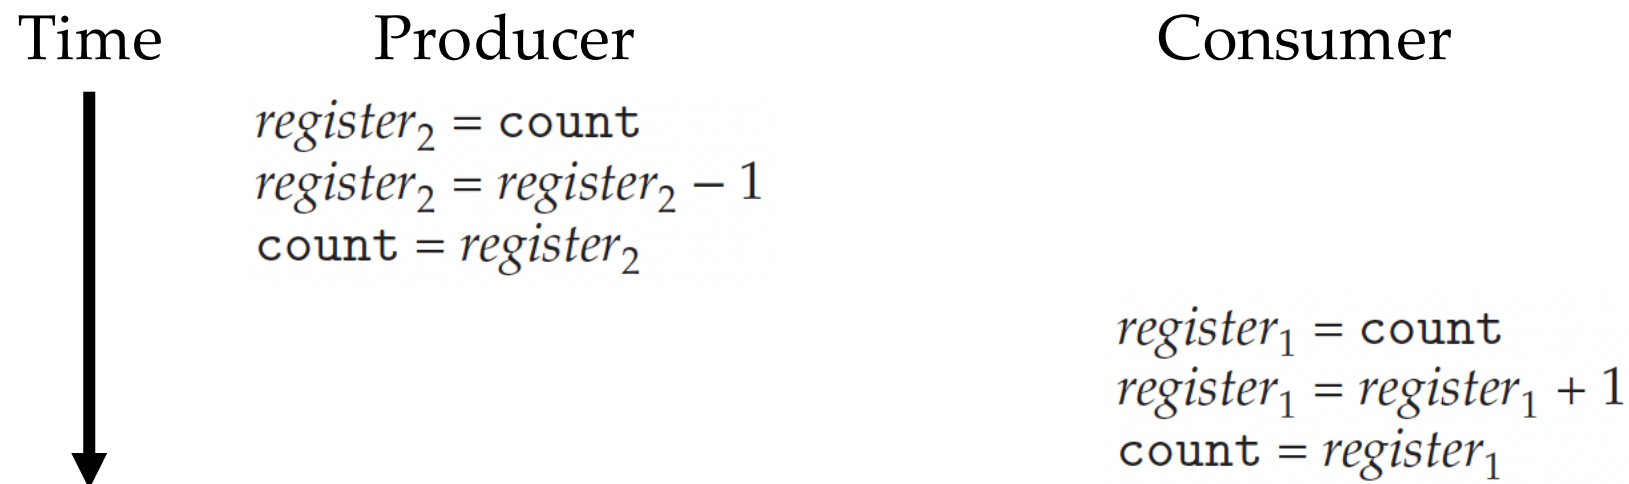 Time Producer Consumer
register₂ = count
register₂ = register₂ − 1
count = register₂
register₁ = count
register₁ = register₁ + 1
count = register₁